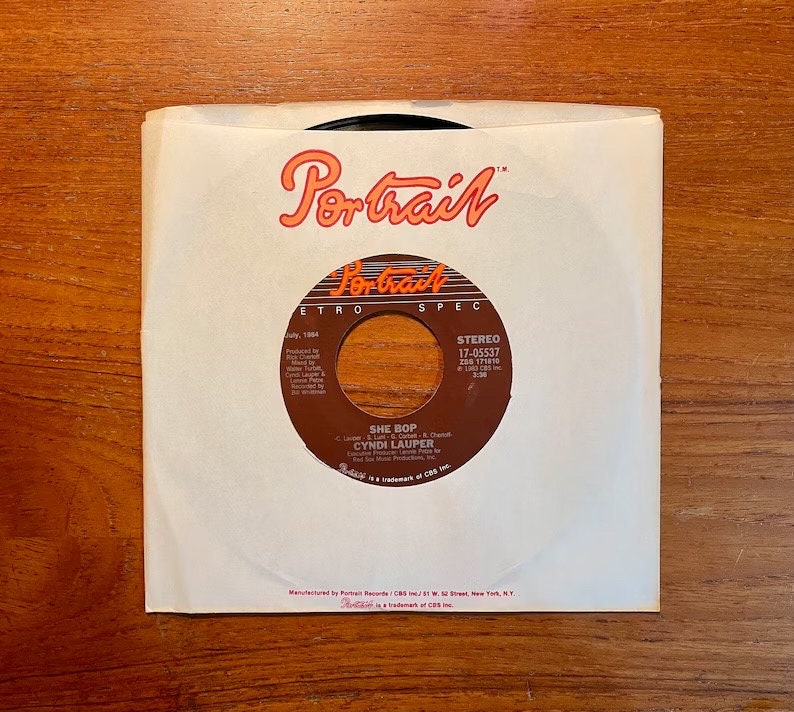 Portrait T.M.
Portrait
ETRO SPEC
July, 1984
STEREO
17-05537
ZSS 171810
℗ 1983 CBS Inc.
3:36
Produced by
Rick Chertoff
Mixed by
Walter Turbitt,
Cyndi Lauper &
Lennie Petze
Recorded by
Bill Wittman
SHE BOP
-C. Lauper - S. Lunt - G. Corbett - R. Chertoff-
CYNDI LAUPER
Executive Producer: Lennie Petze for
Red Sox Music Productions, Inc.
Portrait is a trademark of CBS Inc.
Manufactured by Portrait Records / CBS Inc./ 51 W. 52 Street, New York, N.Y.
Portrait is a trademark of CBS Inc.